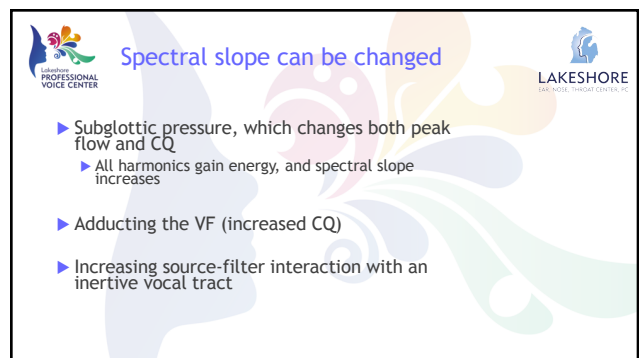 Spectral slope can be changed
Lakeshore
PROFESSIONAL
VOICE CENTER
LAKESHORE
EAR, NOSE, THROAT CENTER, PC
Subglottic pressure, which changes both peak
flow and CQ
All harmonics gain energy, and spectral slope
increases
Adducting the VF (increased CQ)
Increasing source-filter interaction with an
inertive vocal tract